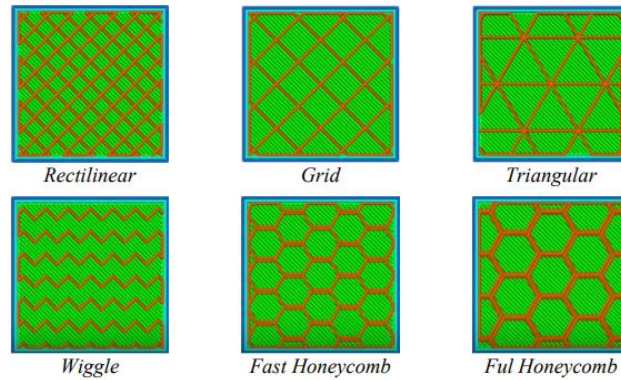 Rectilinear
Grid
Triangular
Wiggle
Fast Honeycomb
Ful Honeycomb